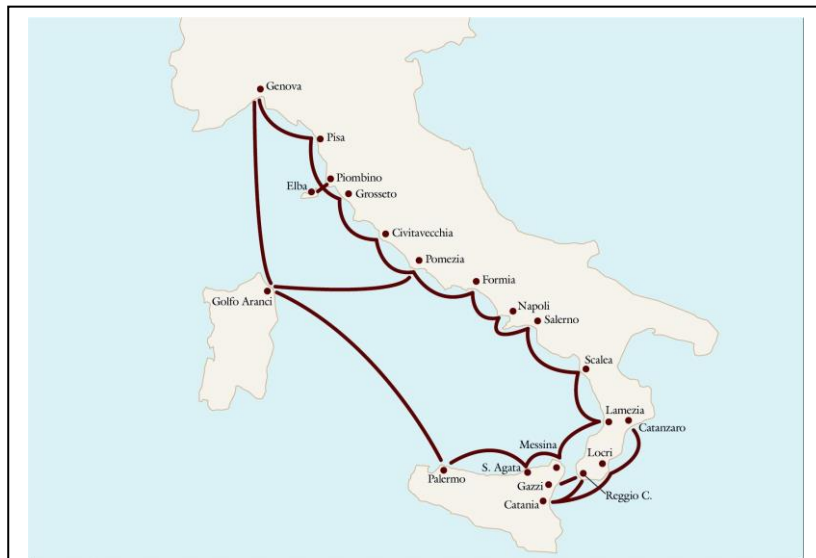 Genova
Pisa
Piombino
Elba
Grosseto
Civitavecchia
Pomezia
Formia
Golfo Aranci
Napoli
Salerno
Scalea
Lamezia
Catanzaro
Messina
Locri
S. Agata
Palermo
Gazzi
Reggio C.
Catania